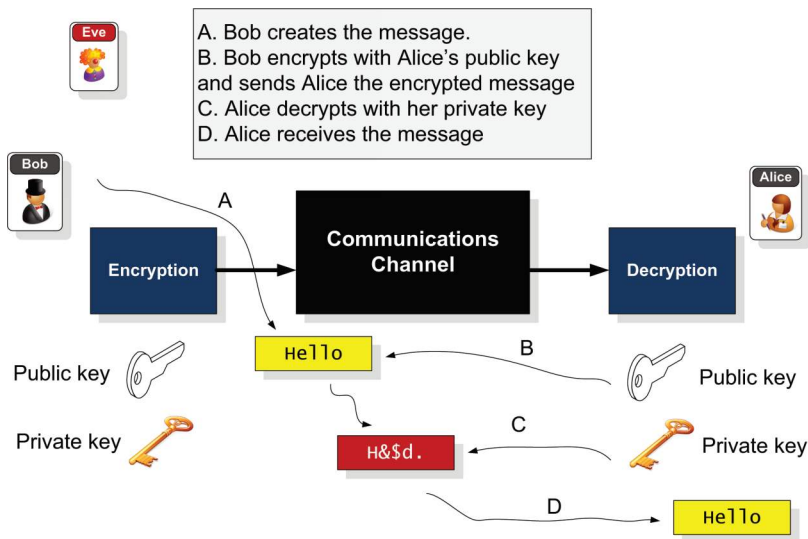 Eve
A. Bob creates the message.
B. Bob encrypts with Alice's public key
and sends Alice the encrypted message
C. Alice decrypts with her private key
D. Alice receives the message
Bob
Alice
A
Communications
Channel
Encryption
Decryption
Hello
B
Public key
Public key
Private key
C
Private key
H&$d.
D
Hello